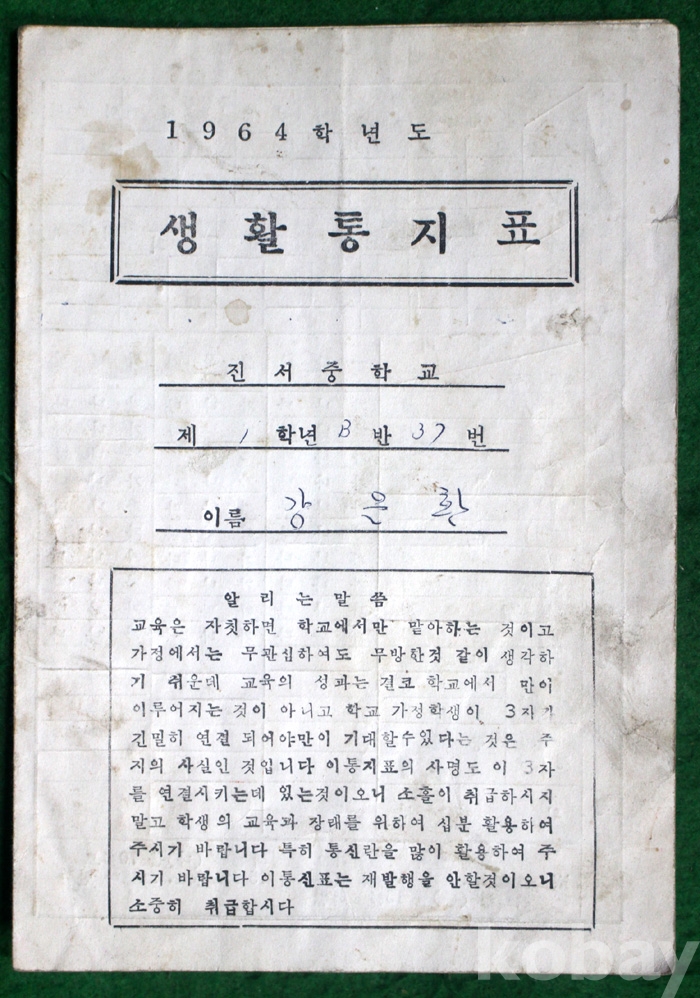 1964학년도
생활통지표
진서중학교
제 1 학년 B 반 37 번
이름 강은환
알리는말씀
교육은 자칫하면 학교에서만 맡아하는 것이고
가정에서는 무관심하여도 무방한것 같이 생각하
기 쉬운데 교육의 성과는 결코 학교에서 만이
이루어지는 것이 아니고 학교 가정학생이 3자가
긴밀히 연결 되어야만이 기대할수있다는 것은 주
지의 사실인 것입니다 이통지표의 사명도 이 3자
를 연결시키는데 있는것이오니 소홀이 취급하시지
말고 학생의 교육과 장태를 위하여 십분 활용하여
주시기 바랍니다 특히 통신란을 많이 활용하여 주
시기 바랍니다 이통신표는 재발행을 안할것이오니
소중히 취급합시다
kobay